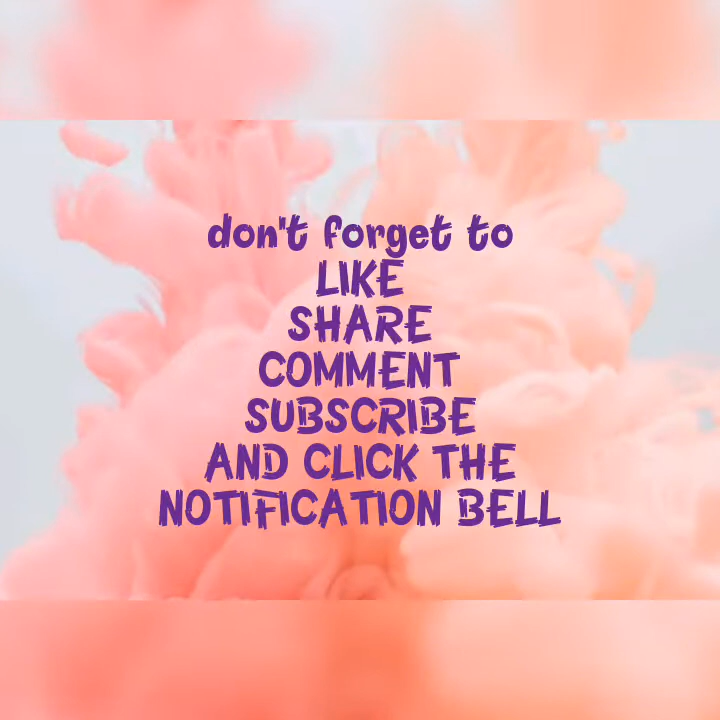 don't forget to
LIKE
SHARE
COMMENT
SUBSCRIBE
AND CLICK THE
NOTIFICATION BELL